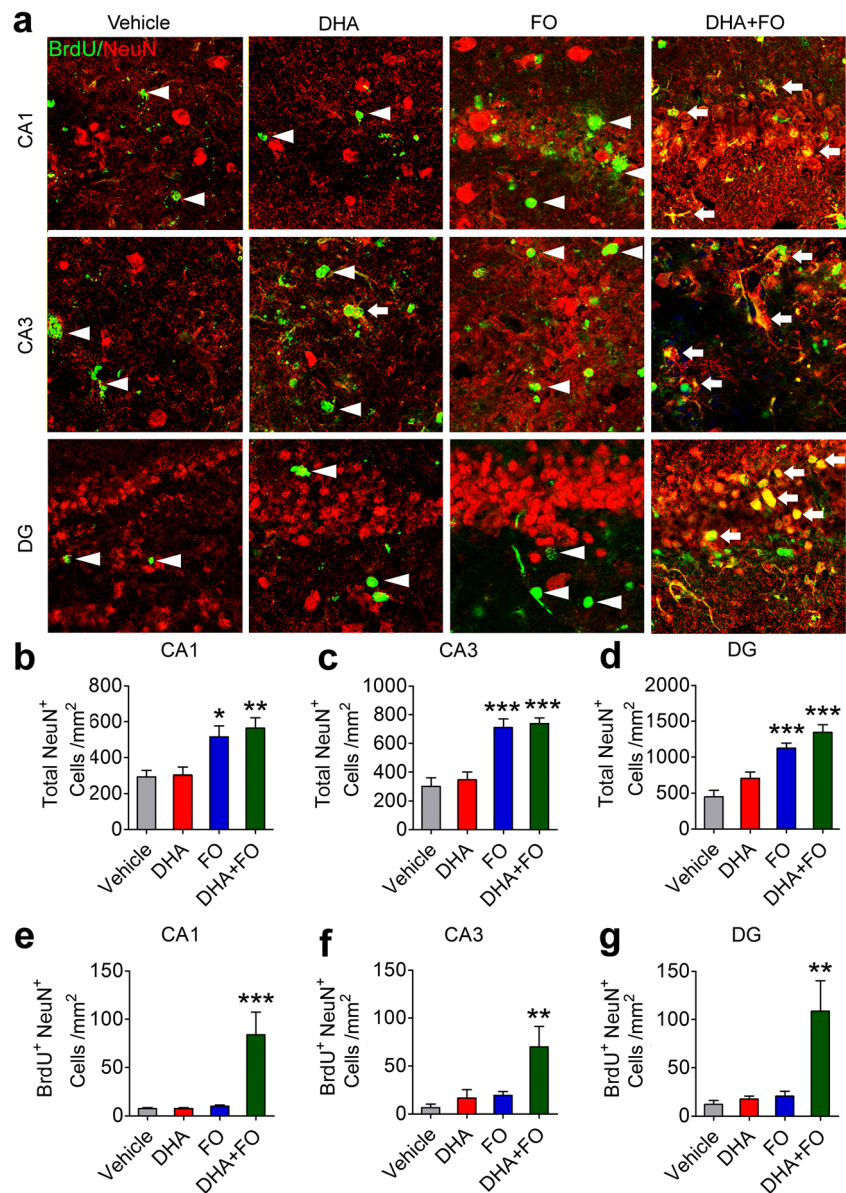 a
Vehicle DHA FO DHA+FO
BrdU/NeuN
CA1
CA3
DG
b CA1
Total NeuN⁺
Cells /mm²
800
600
400
200
0
* **
Vehicle DHA FO DHA+FO
c CA3
Total NeuN⁺
Cells /mm²
1000
800
600
400
200
0
*** ***
Vehicle DHA FO DHA+FO
d DG
Total NeuN⁺
Cells /mm²
2000
1500
1000
500
0
*** ***
Vehicle DHA FO DHA+FO
e CA1
BrdU⁺ NeuN⁺
Cells /mm²
150
100
50
0
***
Vehicle DHA FO DHA+FO
f CA3
BrdU⁺ NeuN⁺
Cells /mm²
150
100
50
0
**
Vehicle DHA FO DHA+FO
g DG
BrdU⁺ NeuN⁺
Cells /mm²
150
100
50
0
**
Vehicle DHA FO DHA+FO